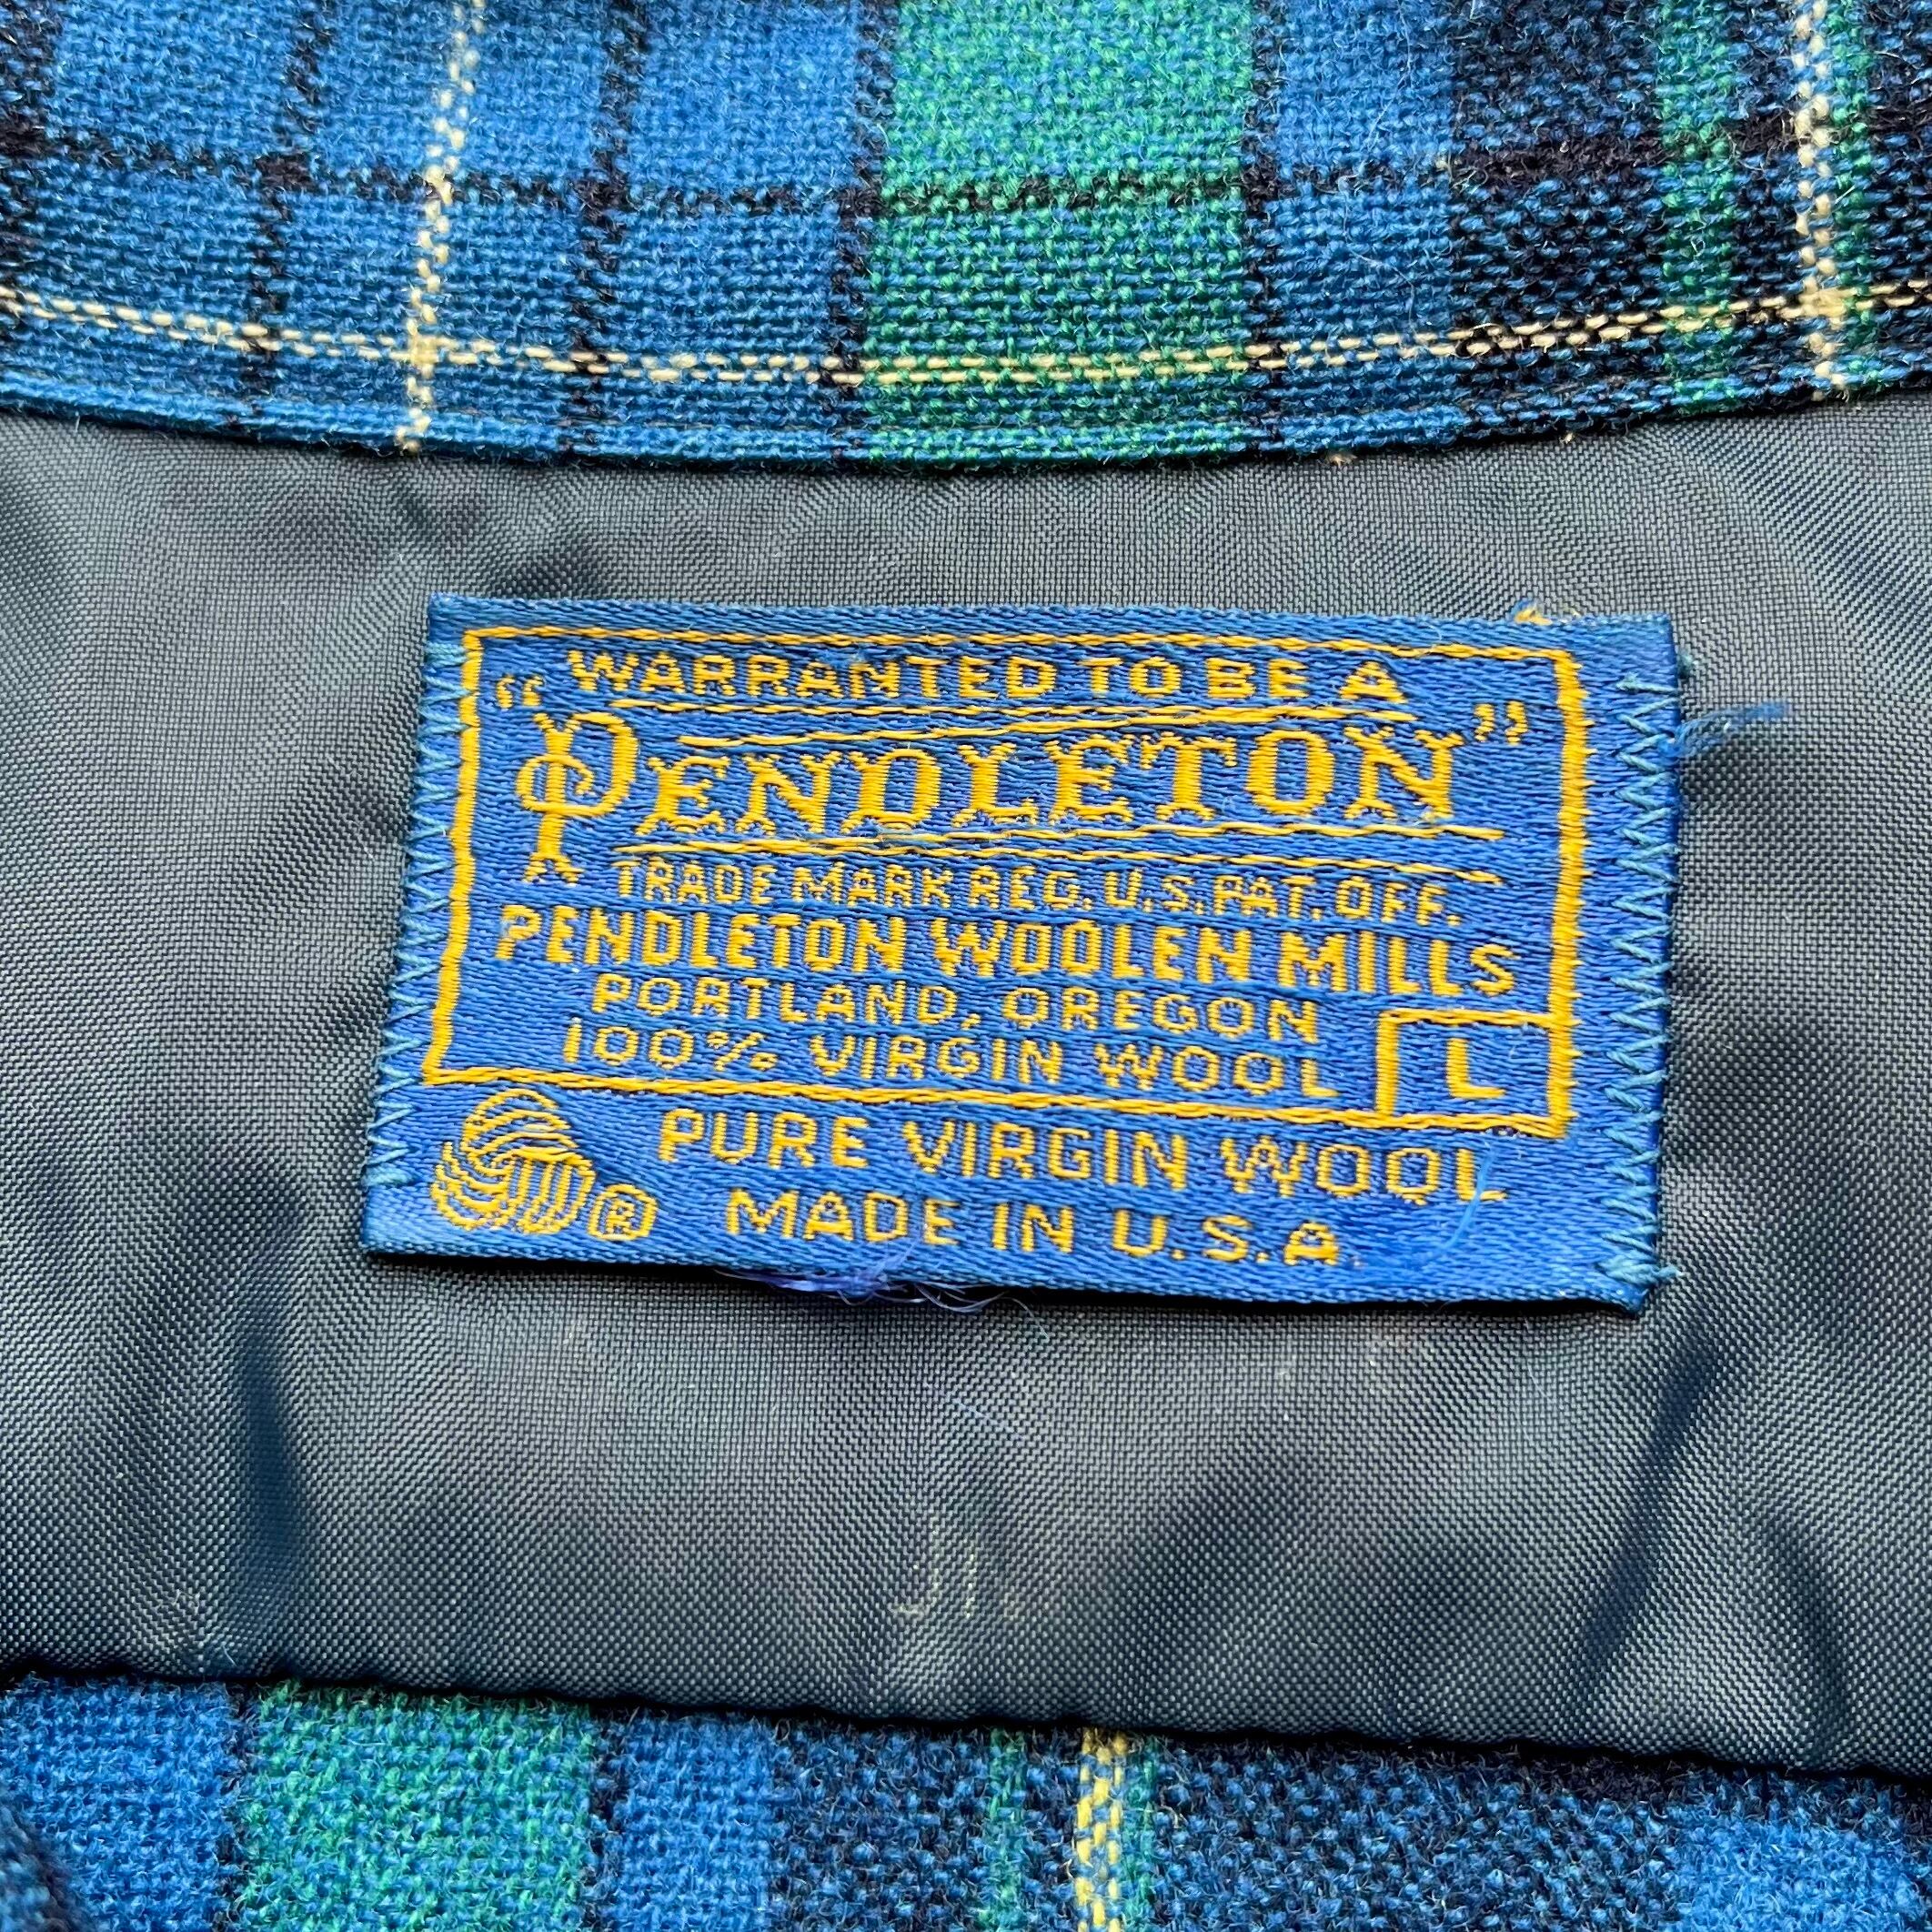 WARRANTED TO BE A
"PENDLETON"
TRADE MARK REG. U.S. PAT. OFF.
PENDLETON WOOLEN MILLS
PORTLAND, OREGON
100% VIRGIN WOOL
L
PURE VIRGIN WOOL
® MADE IN U.S.A.